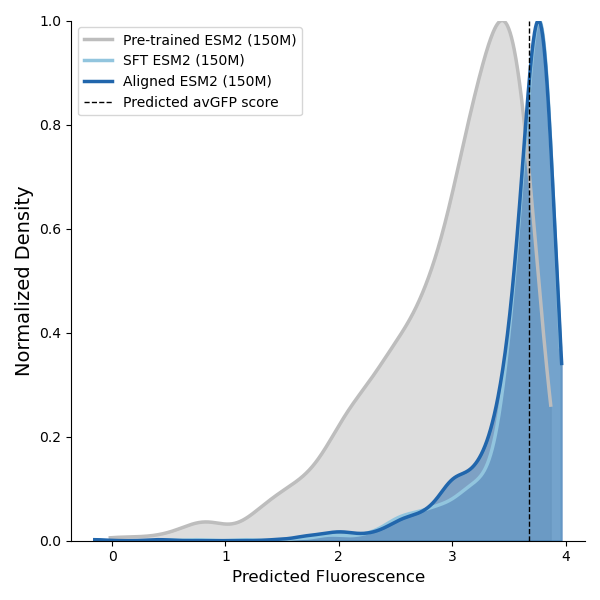 Pre-trained ESM2 (150M)
SFT ESM2 (150M)
Aligned ESM2 (150M)
Predicted avGFP score
Normalized Density
1.0
0.8
0.6
0.4
0.2
0.0
0 1 2 3 4
Predicted Fluorescence